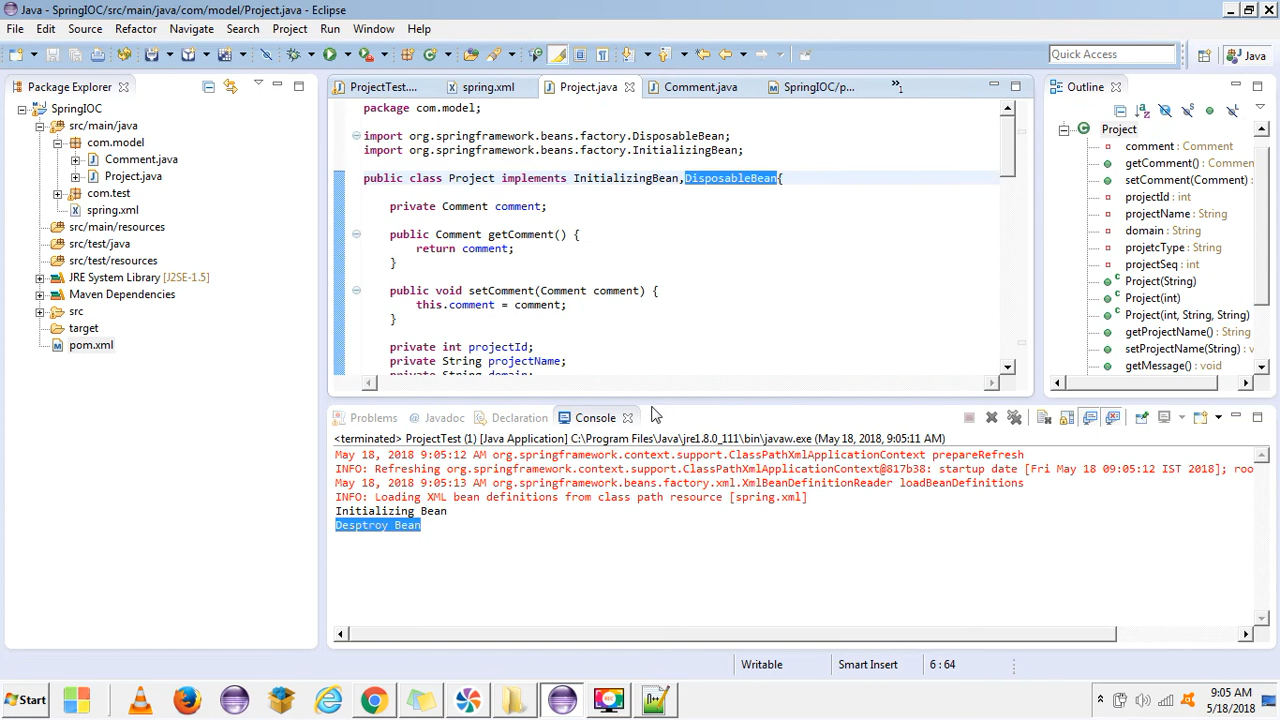 Java - SpringIOC/src/main/java/com/model/Project.java - Eclipse
File Edit Source Refactor Navigate Search Project Run Window Help
Quick Access
Java
Package Explorer
SpringIOC
src/main/java
com.model
Comment.java
Project.java
com.test
spring.xml
src/main/resources
src/test/java
src/test/resources
JRE System Library [J2SE-1.5]
Maven Dependencies
src
target
pom.xml
ProjectTest.... spring.xml Project.java Comment.java SpringIOC/p... »1
package com.model;
import org.springframework.beans.factory.DisposableBean;
import org.springframework.beans.factory.InitializingBean;
public class Project implements InitializingBean,DisposableBean{
private Comment comment;
public Comment getComment() {
return comment;
}
public void setComment(Comment comment) {
this.comment = comment;
}
private int projectId;
private String projectName;
private String domain;
Outline
Project
comment : Comment
getComment() : Comment
setComment(Comment) :
projectId : int
projectName : String
domain : String
projetcType : String
projectSeq : int
Project(String)
Project(int)
Project(int, String, String)
getProjectName() : String
setProjectName(String) : v
getMessage() : void
Problems Javadoc Declaration Console
<terminated> ProjectTest (1) [Java Application] C:\Program Files\Java\jre1.8.0_111\bin\javaw.exe (May 18, 2018, 9:05:11 AM)
May 18, 2018 9:05:12 AM org.springframework.context.support.ClassPathXmlApplicationContext prepareRefresh
INFO: Refreshing org.springframework.context.support.ClassPathXmlApplicationContext@817b38: startup date [Fri May 18 09:05:12 IST 2018]; roo
May 18, 2018 9:05:13 AM org.springframework.beans.factory.xml.XmlBeanDefinitionReader loadBeanDefinitions
INFO: Loading XML bean definitions from class path resource [spring.xml]
Initializing Bean
Desptroy Bean
Writable Smart Insert 6 : 64
Start
9:05 AM
5/18/2018